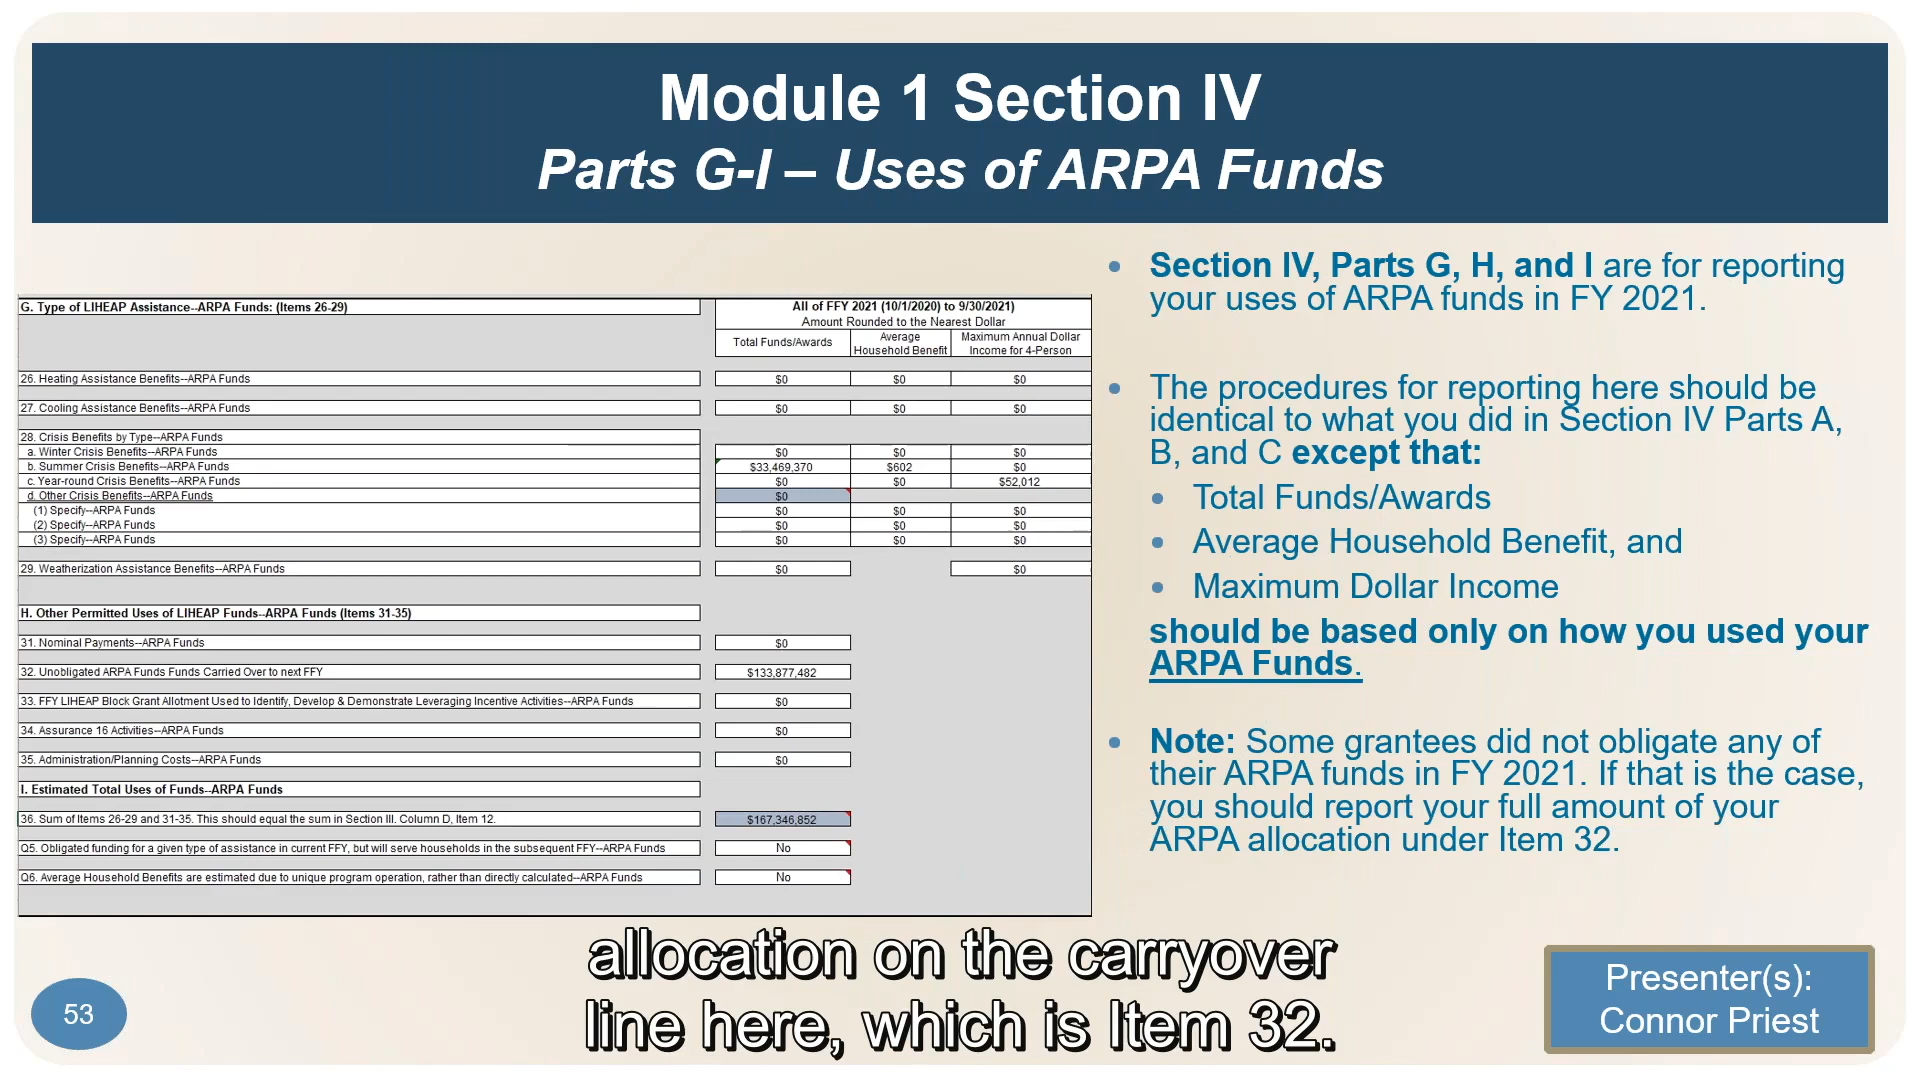 Module 1 Section IV
Parts G-I – Uses of ARPA Funds
G. Type of LIHEAP Assistance--ARPA Funds: (Items 26-29)
All of FFY 2021 (10/1/2020) to 9/30/2021)
Amount Rounded to the Nearest Dollar
Total Funds/Awards
Average
Household Benefit
Maximum Annual Dollar
Income for 4-Person
26. Heating Assistance Benefits--ARPA Funds $0 $0 $0
27. Cooling Assistance Benefits--ARPA Funds $0 $0 $0
28. Crisis Benefits by Type--ARPA Funds
a. Winter Crisis Benefits--ARPA Funds $0 $0 $0
b. Summer Crisis Benefits--ARPA Funds $33,469,370 $602 $0
c. Year-round Crisis Benefits--ARPA Funds $0 $0 $52,012
d. Other Crisis Benefits--ARPA Funds $0
(1) Specify--ARPA Funds $0 $0 $0
(2) Specify--ARPA Funds $0 $0 $0
(3) Specify--ARPA Funds $0 $0 $0
29. Weatherization Assistance Benefits--ARPA Funds $0 $0
H. Other Permitted Uses of LIHEAP Funds--ARPA Funds (Items 31-35)
31. Nominal Payments--ARPA Funds $0
32. Unobligated ARPA Funds Funds Carried Over to next FFY $133,877,482
33. FFY LIHEAP Block Grant Allotment Used to Identify, Develop & Demonstrate Leveraging Incentive Activities--ARPA Funds $0
34. Assurance 16 Activities--ARPA Funds $0
35. Administration/Planning Costs--ARPA Funds $0
I. Estimated Total Uses of Funds--ARPA Funds
36. Sum of Items 26-29 and 31-35. This should equal the sum in Section III. Column D, Item 12. $167,346,852
Q5. Obligated funding for a given type of assistance in current FFY, but will serve households in the subsequent FFY--ARPA Funds No
Q6. Average Household Benefits are estimated due to unique program operation, rather than directly calculated--ARPA Funds No
• Section IV, Parts G, H, and I are for reporting
your uses of ARPA funds in FY 2021.
• The procedures for reporting here should be
identical to what you did in Section IV Parts A,
B, and C except that:
• Total Funds/Awards
• Average Household Benefit, and
• Maximum Dollar Income
should be based only on how you used your
ARPA Funds.
• Note: Some grantees did not obligate any of
their ARPA funds in FY 2021. If that is the case,
you should report your full amount of your
ARPA allocation under Item 32.
allocation on the carryover
line here, which is Item 32.
53
Presenter(s):
Connor Priest